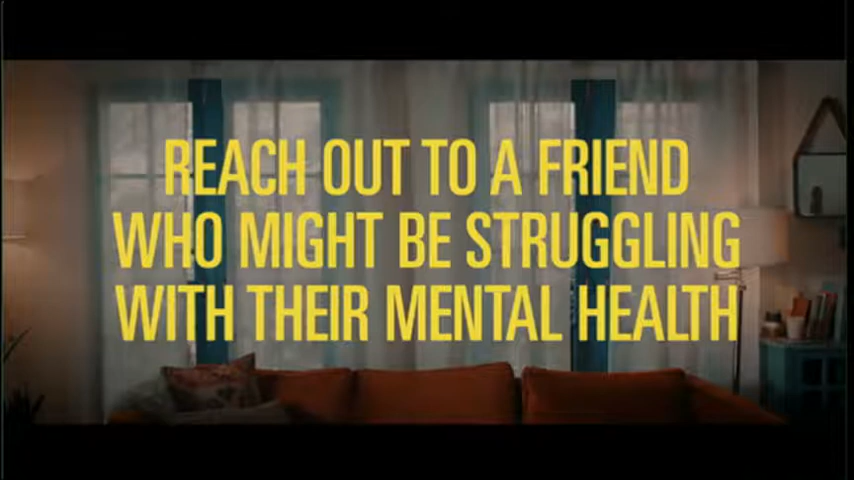 REACH OUT TO A FRIEND
WHO MIGHT BE STRUGGLING
WITH THEIR MENTAL HEALTH